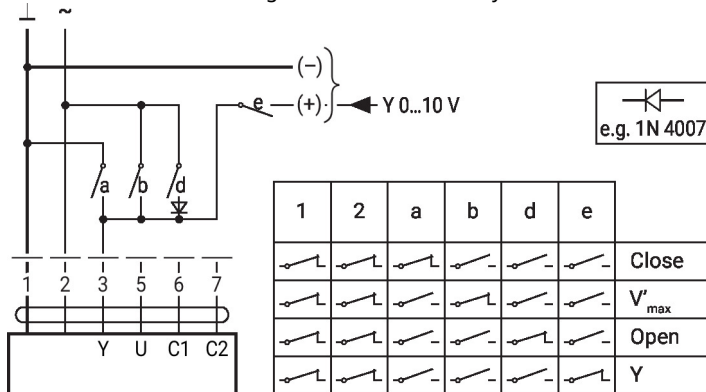 ⊥ ~
(–)
e (+) Y 0...10 V
e.g. 1N 4007
a b d
1 2 a b d e
Close
V'max
Open
Y
1 2 3 5 6 7
Y U C1 C2